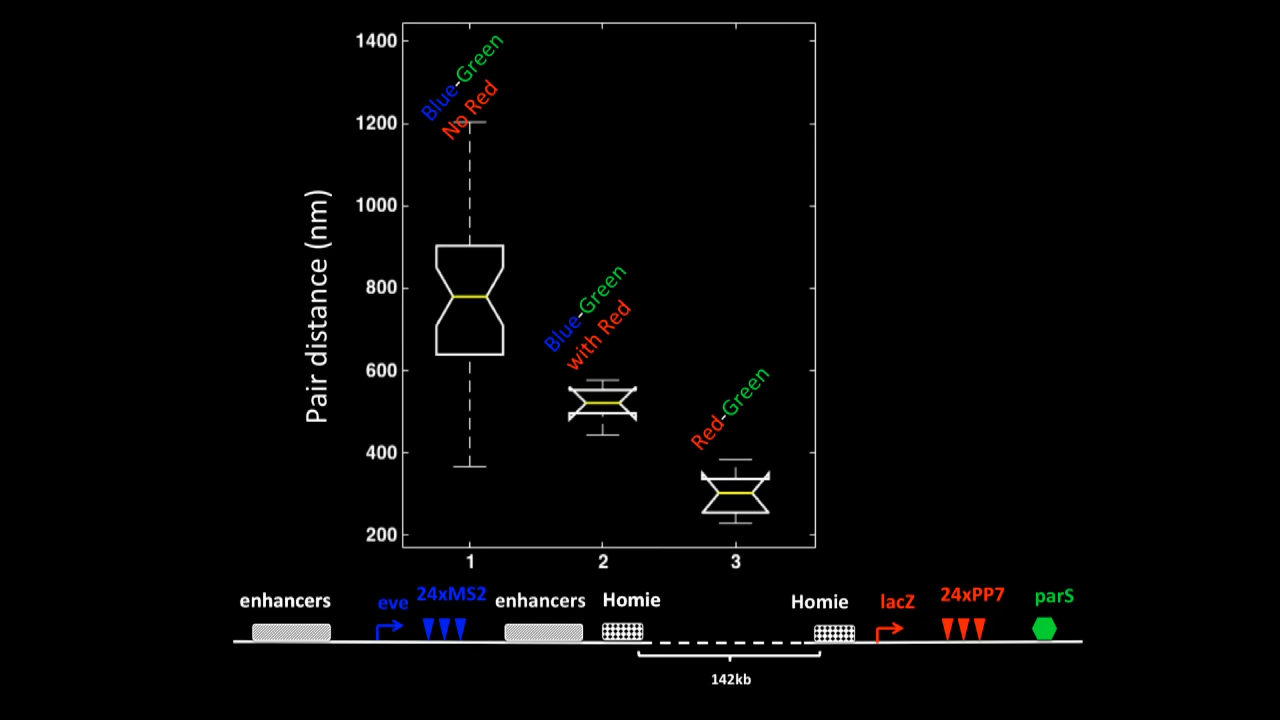 1400
Blue-Green
No Red
1200
1000
800
600
400
200
Pair distance (nm)
Blue-Green
with Red
Red-Green
1
2
3
enhancers
eve
24xMS2
enhancers
Homie
Homie
lacZ
24xPP7
parS
142kb